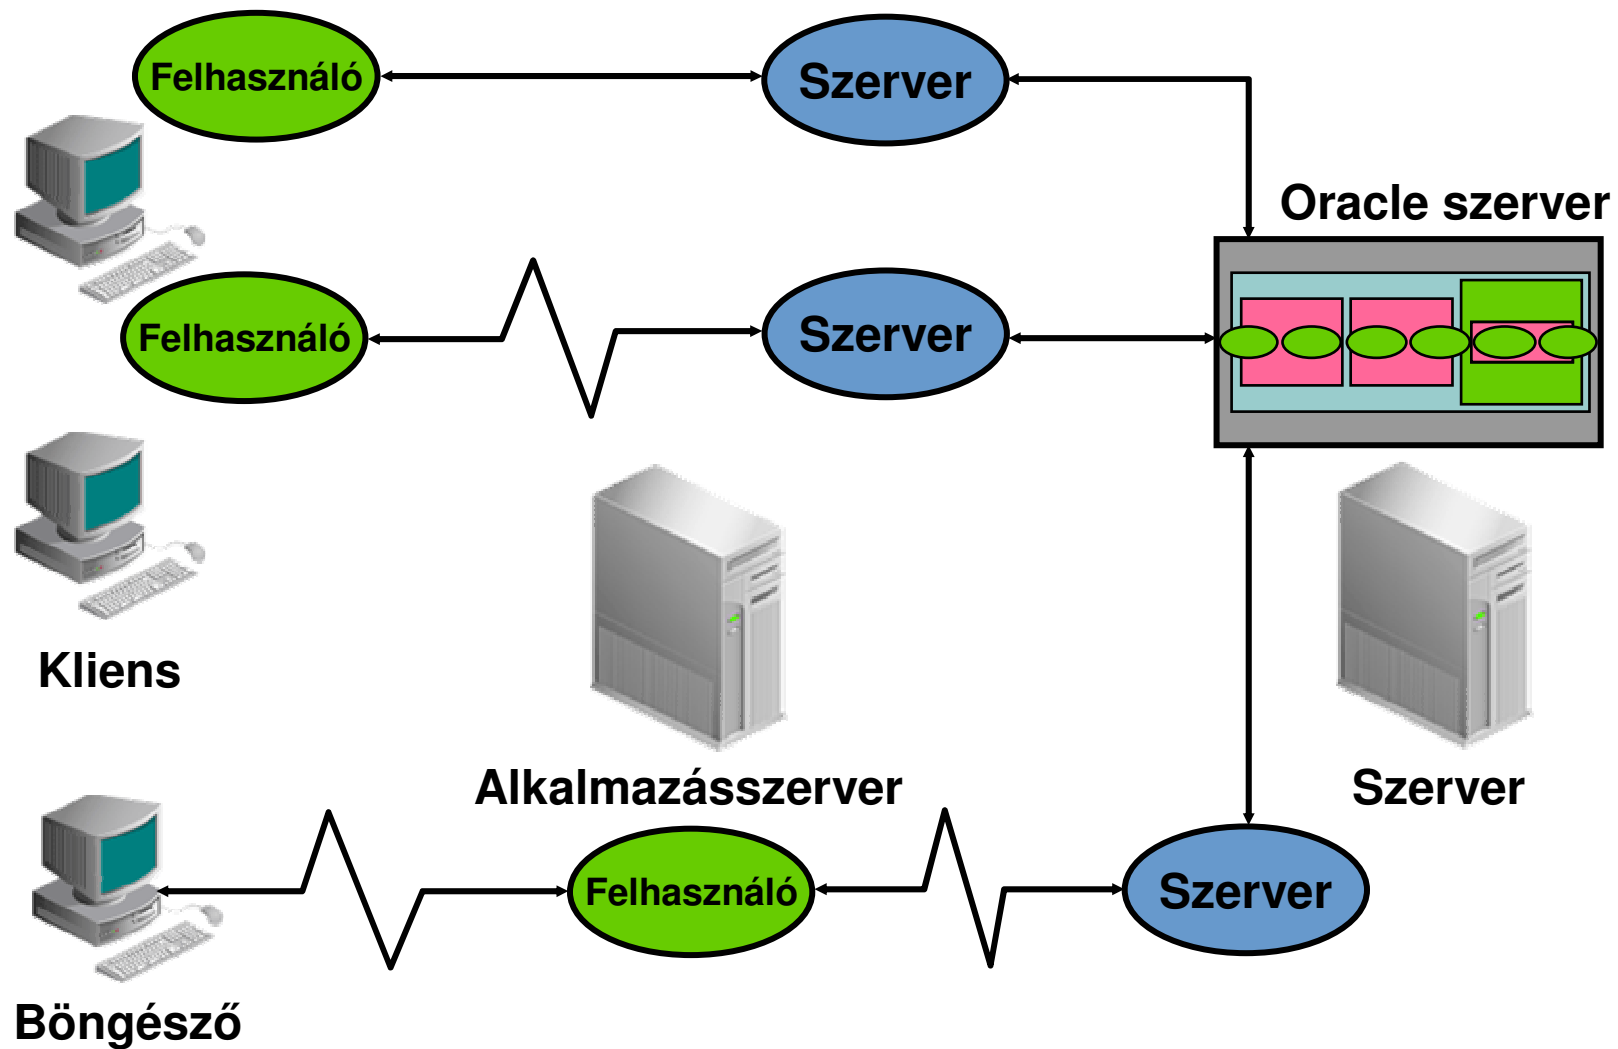 Felhasználó
Szerver
Oracle szerver
Felhasználó
Szerver
Kliens
Alkalmazásszerver
Szerver
Felhasználó
Szerver
Böngésző